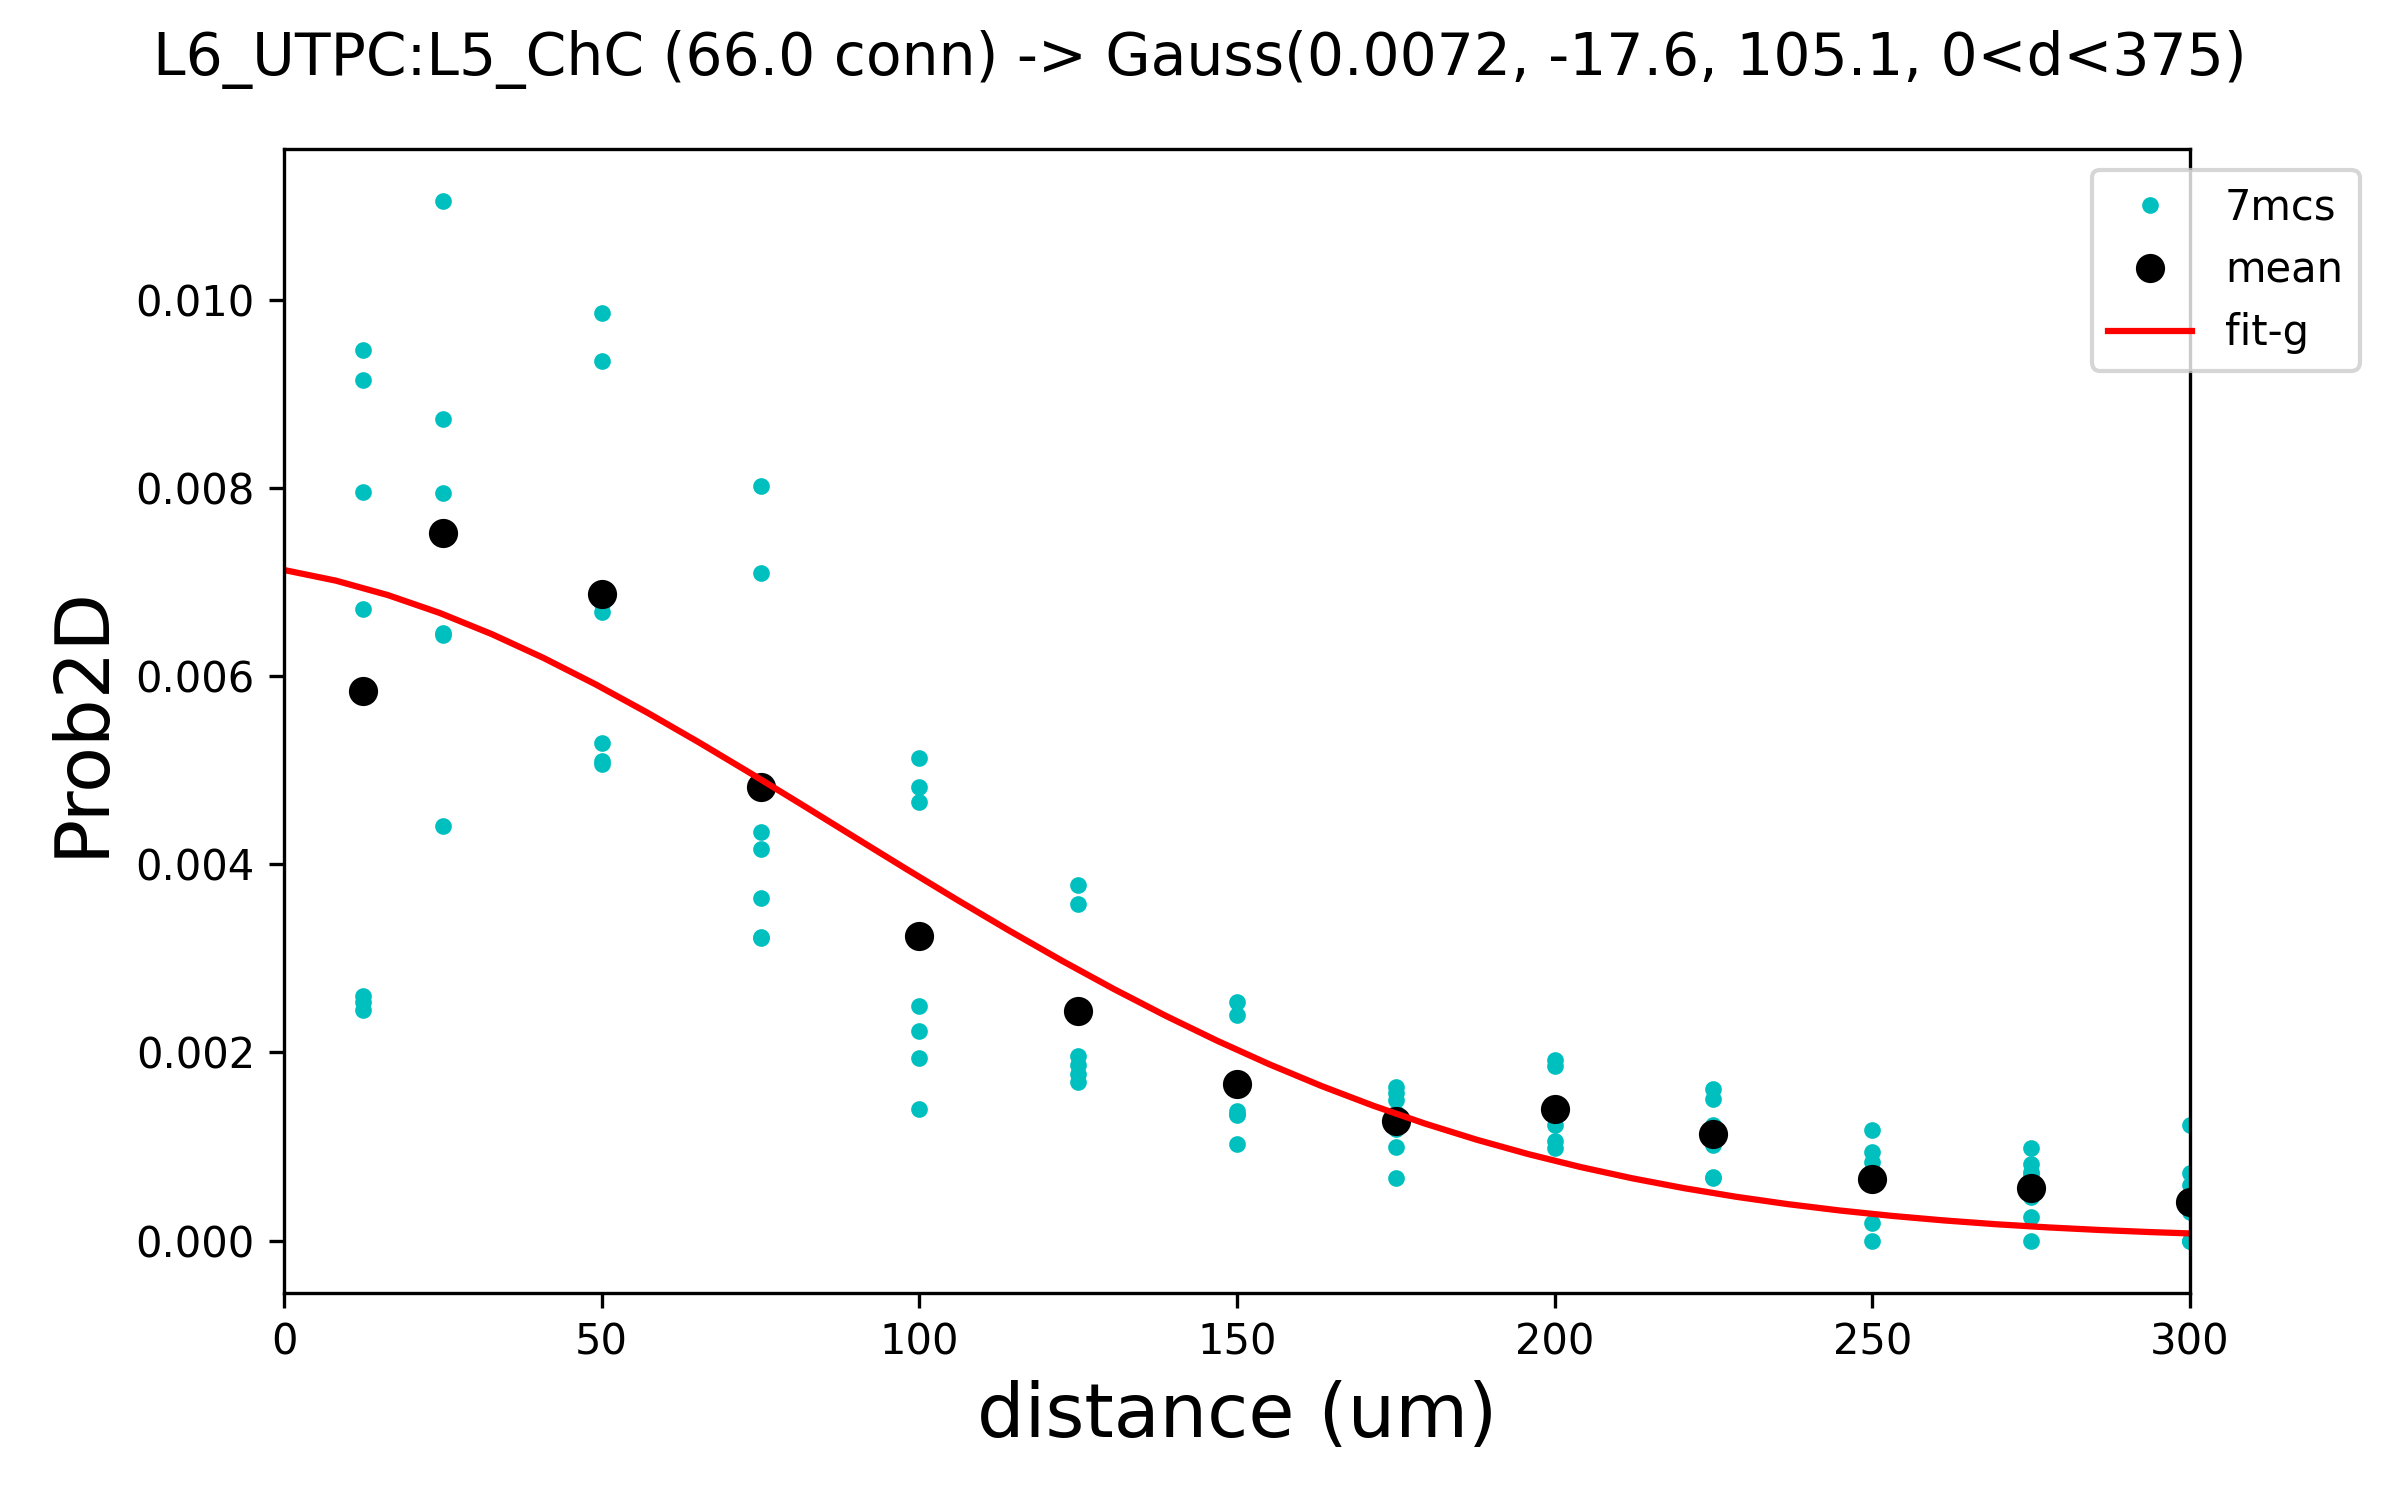 L6_UTPC:L5_ChC (66.0 conn) -> Gauss(0.0072, -17.6, 105.1, 0<d<375)
7mcs
mean
fit-g
Prob2D
0.010
0.008
0.006
0.004
0.002
0.000
0 50 100 150 200 250 300
distance (um)